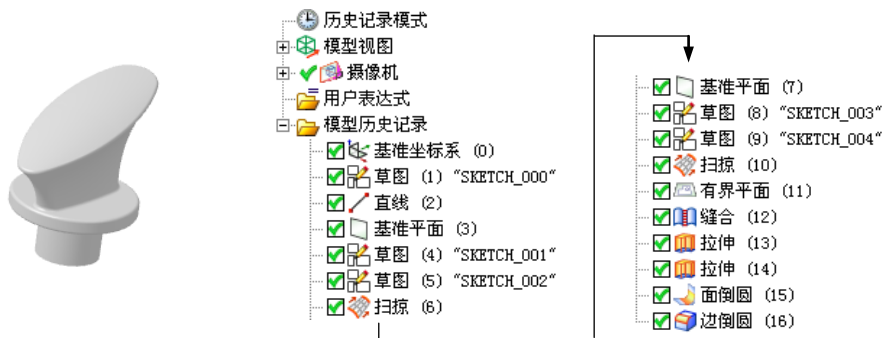 历史记录模式
模型视图
摄像机
用户表达式
模型历史记录
基准坐标系 (0)
草图 (1) "SKETCH_000"
直线 (2)
基准平面 (3)
草图 (4) "SKETCH_001"
草图 (5) "SKETCH_002"
扫掠 (6)
基准平面 (7)
草图 (8) "SKETCH_003"
草图 (9) "SKETCH_004"
扫掠 (10)
有界平面 (11)
缝合 (12)
拉伸 (13)
拉伸 (14)
面倒圆 (15)
边倒圆 (16)